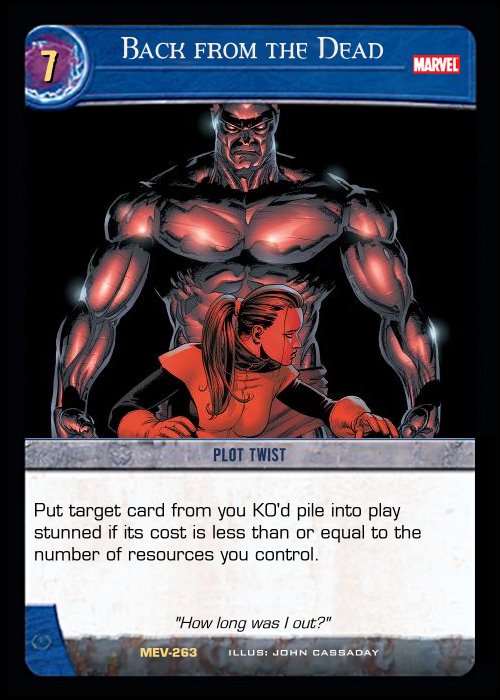 7
BACK FROM THE DEAD
MARVEL
PLOT TWIST
Put target card from you KO'd pile into play
stunned if its cost is less than or equal to the
number of resources you control.
"How long was I out?"
MEV-263 ILLUS: JOHN CASSADAY